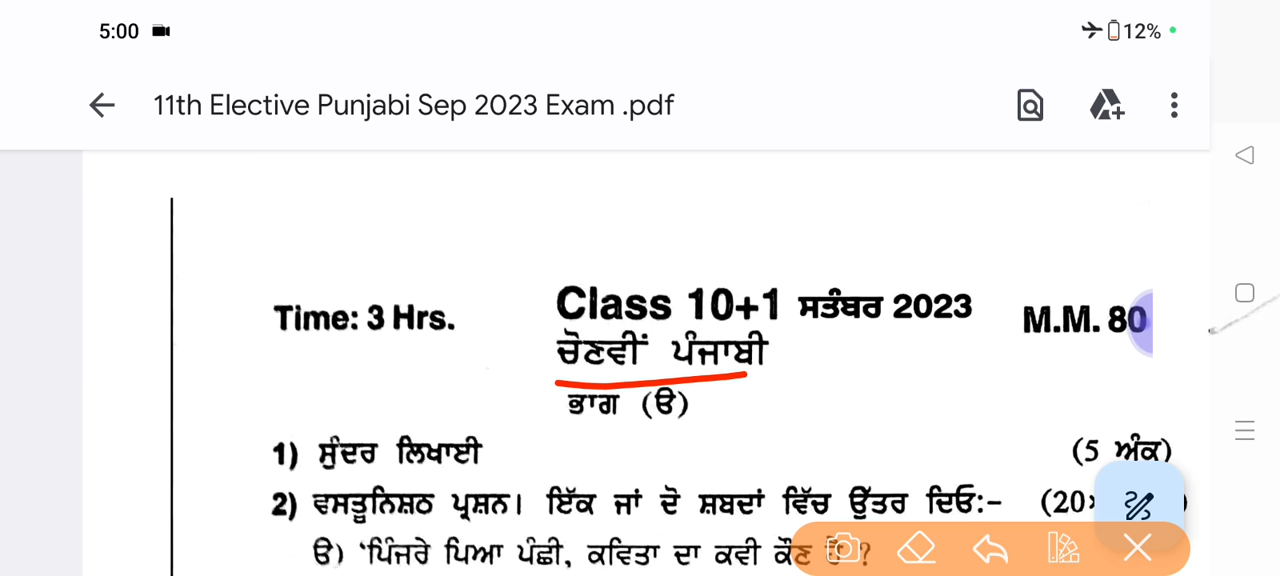 5:00 12%
11th Elective Punjabi Sep 2023 Exam .pdf
Time: 3 Hrs. Class 10+1 ਸਤੰਬਰ 2023 M.M. 80
ਚੋਣਵੀਂ ਪੰਜਾਬੀ
ਭਾਗ (ੳ)
1) ਸੁੰਦਰ ਲਿਖਾਈ (5 ਅੰਕ)
2) ਵਸਤੂਨਿਸ਼ਠ ਪ੍ਰਸ਼ਨ। ਇੱਕ ਜਾਂ ਦੋ ਸ਼ਬਦਾਂ ਵਿੱਚ ਉੱਤਰ ਦਿਓ:- (20
ੳ) 'ਪਿੰਜਰੇ ਪਿਆ ਪੰਛੀ, ਕਵਿਤਾ ਦਾ ਕਵੀ ਕੌਣ ?